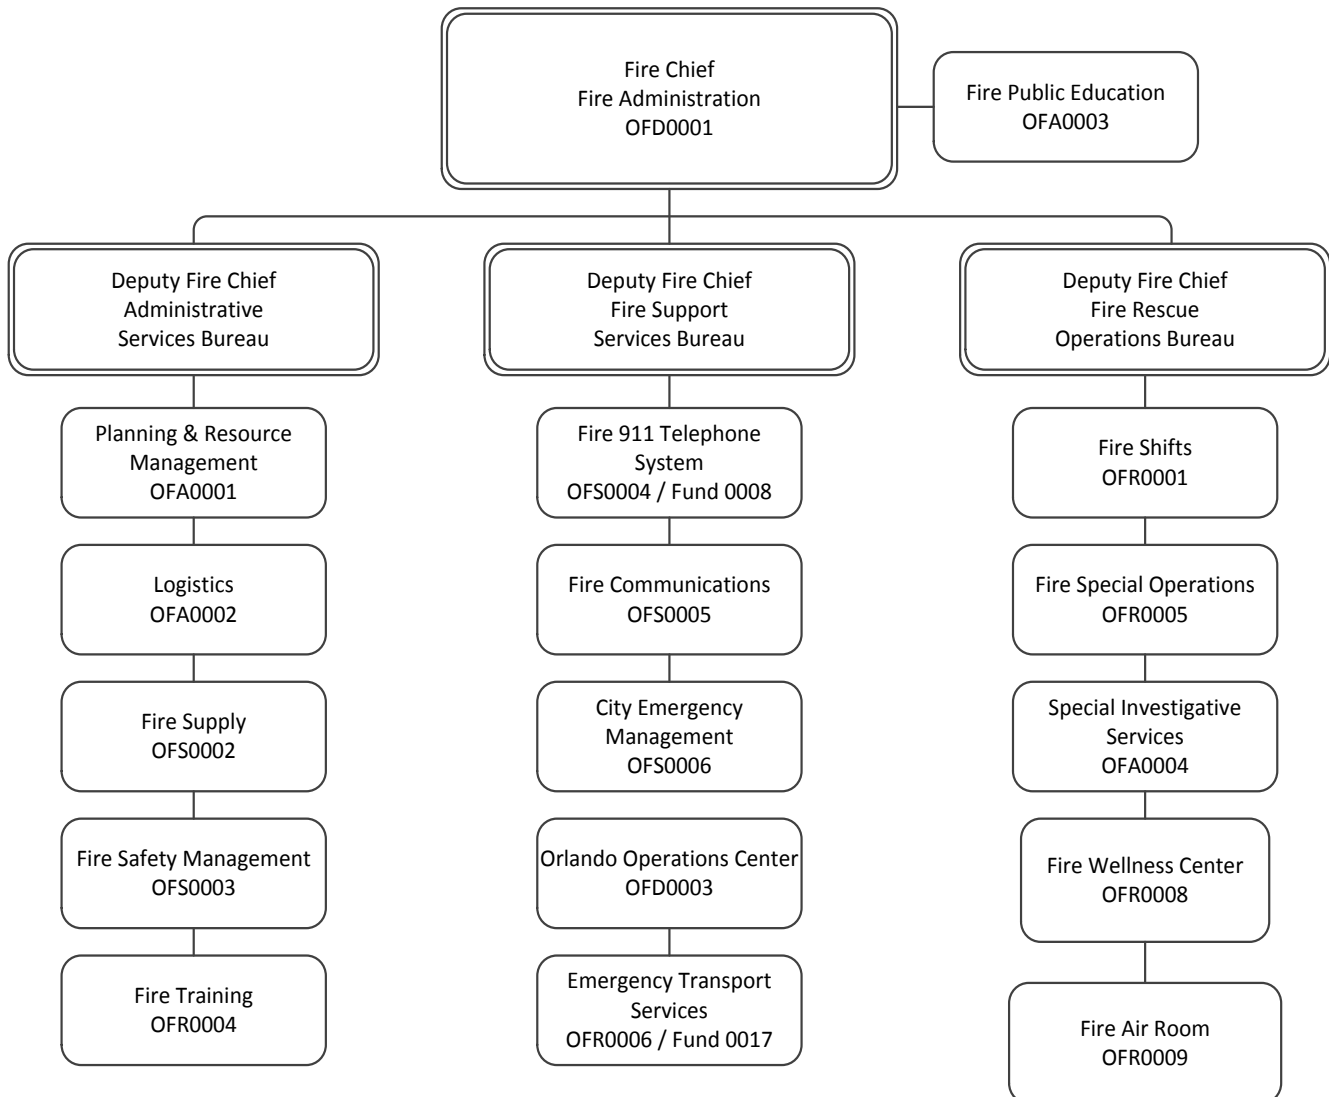 Fire Chief
Fire Administration
OFD0001
Fire Public Education
OFA0003
Deputy Fire Chief
Administrative
Services Bureau
Deputy Fire Chief
Fire Support
Services Bureau
Deputy Fire Chief
Fire Rescue
Operations Bureau
Planning & Resource
Management
OFA0001
Logistics
OFA0002
Fire Supply
OFS0002
Fire Safety Management
OFS0003
Fire Training
OFR0004
Fire 911 Telephone
System
OFS0004 / Fund 0008
Fire Communications
OFS0005
City Emergency
Management
OFS0006
Orlando Operations Center
OFD0003
Emergency Transport
Services
OFR0006 / Fund 0017
Fire Shifts
OFR0001
Fire Special Operations
OFR0005
Special Investigative
Services
OFA0004
Fire Wellness Center
OFR0008
Fire Air Room
OFR0009